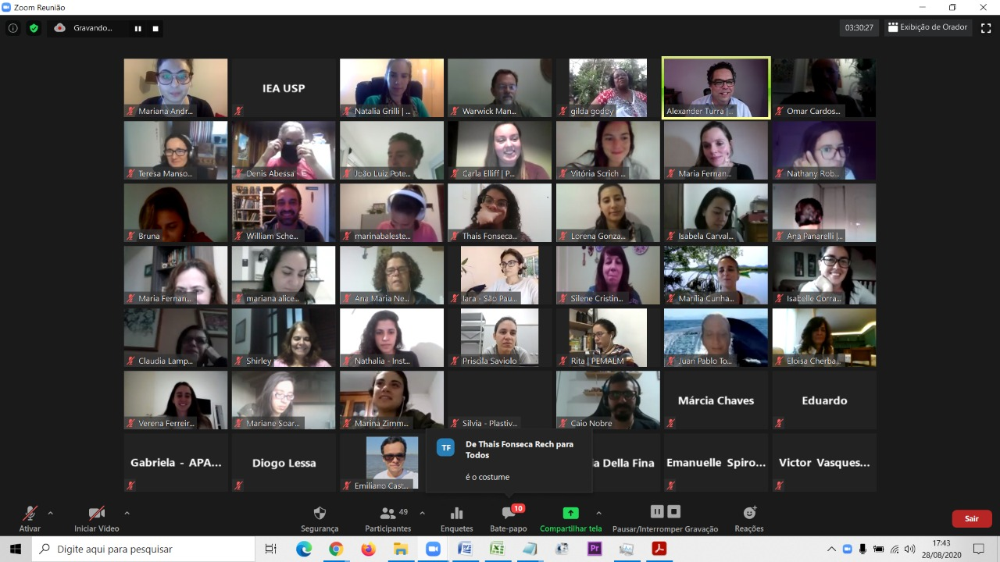 Zoom Reunião
Gravando...
03:30:27
Exibição de Orador
Mariana Andr...
IEA USP
Natalia Grilli | ...
Warwick Man...
gilda godoy
Alexander Turra |...
Omar Cardos...
Teresa Manso...
Denis Abessa
João Luiz Pote...
Carla Elliff | P...
Vitória Scrich ...
Maria Fernan...
Nathany Rob...
Bruna
William Sche...
marinabaleste...
Thais Fonseca...
Lorena Gonza...
Isabela Carval...
Ana Panarelli |...
Maria Fernan...
mariana alice...
Ana Maria Ne...
Iara - São Pau...
Silene Cristin...
Marília Cunha...
Isabelle Corra...
Claudia Lamp...
Shirley
Nathalia - Inst...
Priscila Saviolo
Rita | PEMALM
Juan Pablo To...
Eloisa Cherba...
Verena Ferreir...
Mariane Soar...
Marina Zimm...
Silvia - Plastiv...
Caio Nobre
Márcia Chaves
Eduardo
Gabriela - APA...
Diogo Lessa
Emiliano Cast...
TF
De Thais Fonseca Rech para
Todos
é o costume
a Della Fina
Emanuelle Spiro...
Victor Vasques...
Ativar
Iniciar Vídeo
Segurança
Participantes
49
Enquetes
Bate-papo
10
Compartilhar tela
Pausar/Interromper Gravação
Reações
Sair
Digite aqui para pesquisar
Pr
17:43
28/08/2020